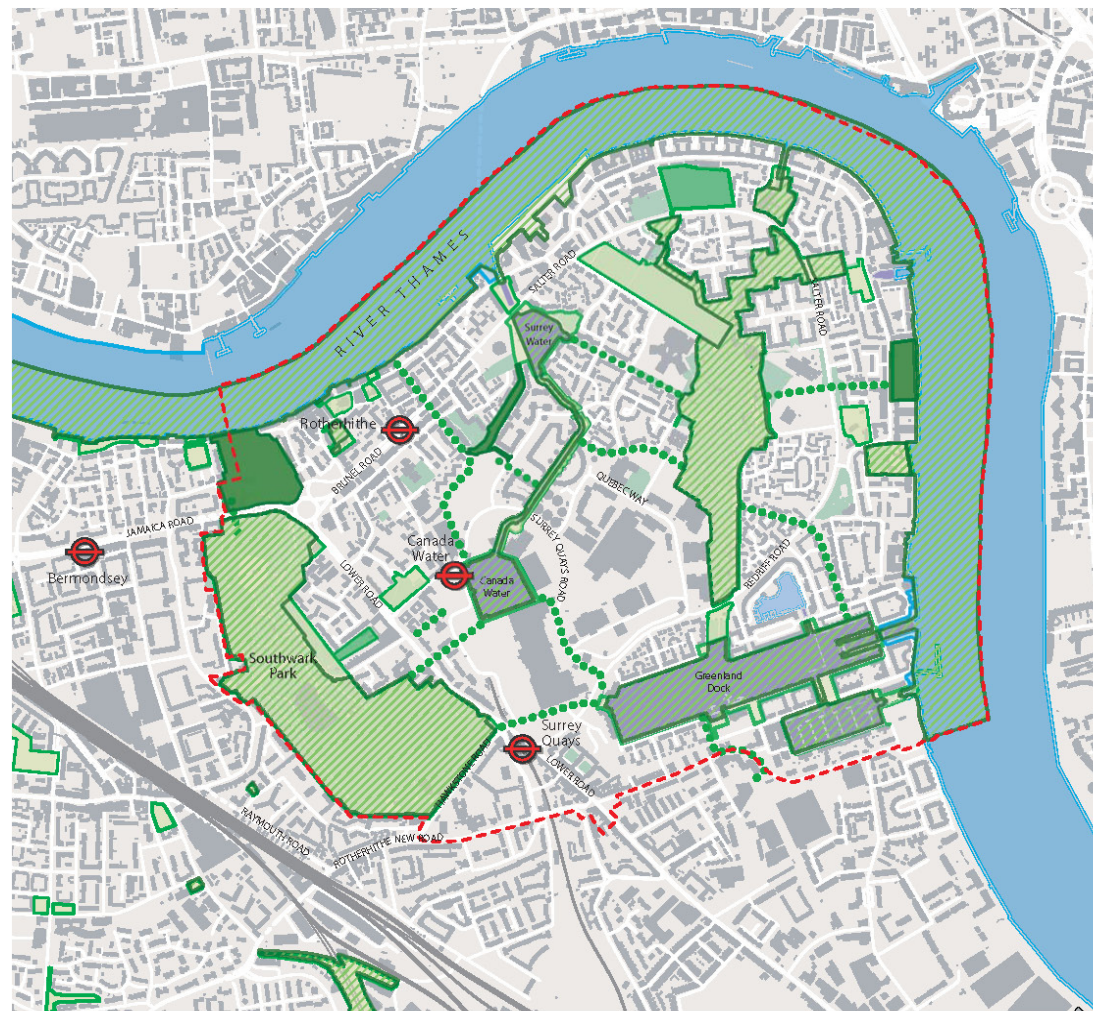 RIVER THAMES
SALTER ROAD
SALTER ROAD
Surrey
Water
Rotherhithe
BRUNEL ROAD
QUEBEC WAY
JAMAICA ROAD
Bermondsey
Canada
Water
SURREY QUAYS ROAD
REDRIFF ROAD
LOWER ROAD
Canada
Water
Southwark
Park
Greenland
Dock
Surrey
Quays
LOWER ROAD
RAYMOUTH ROAD
ROTHERHITHE NEW ROAD